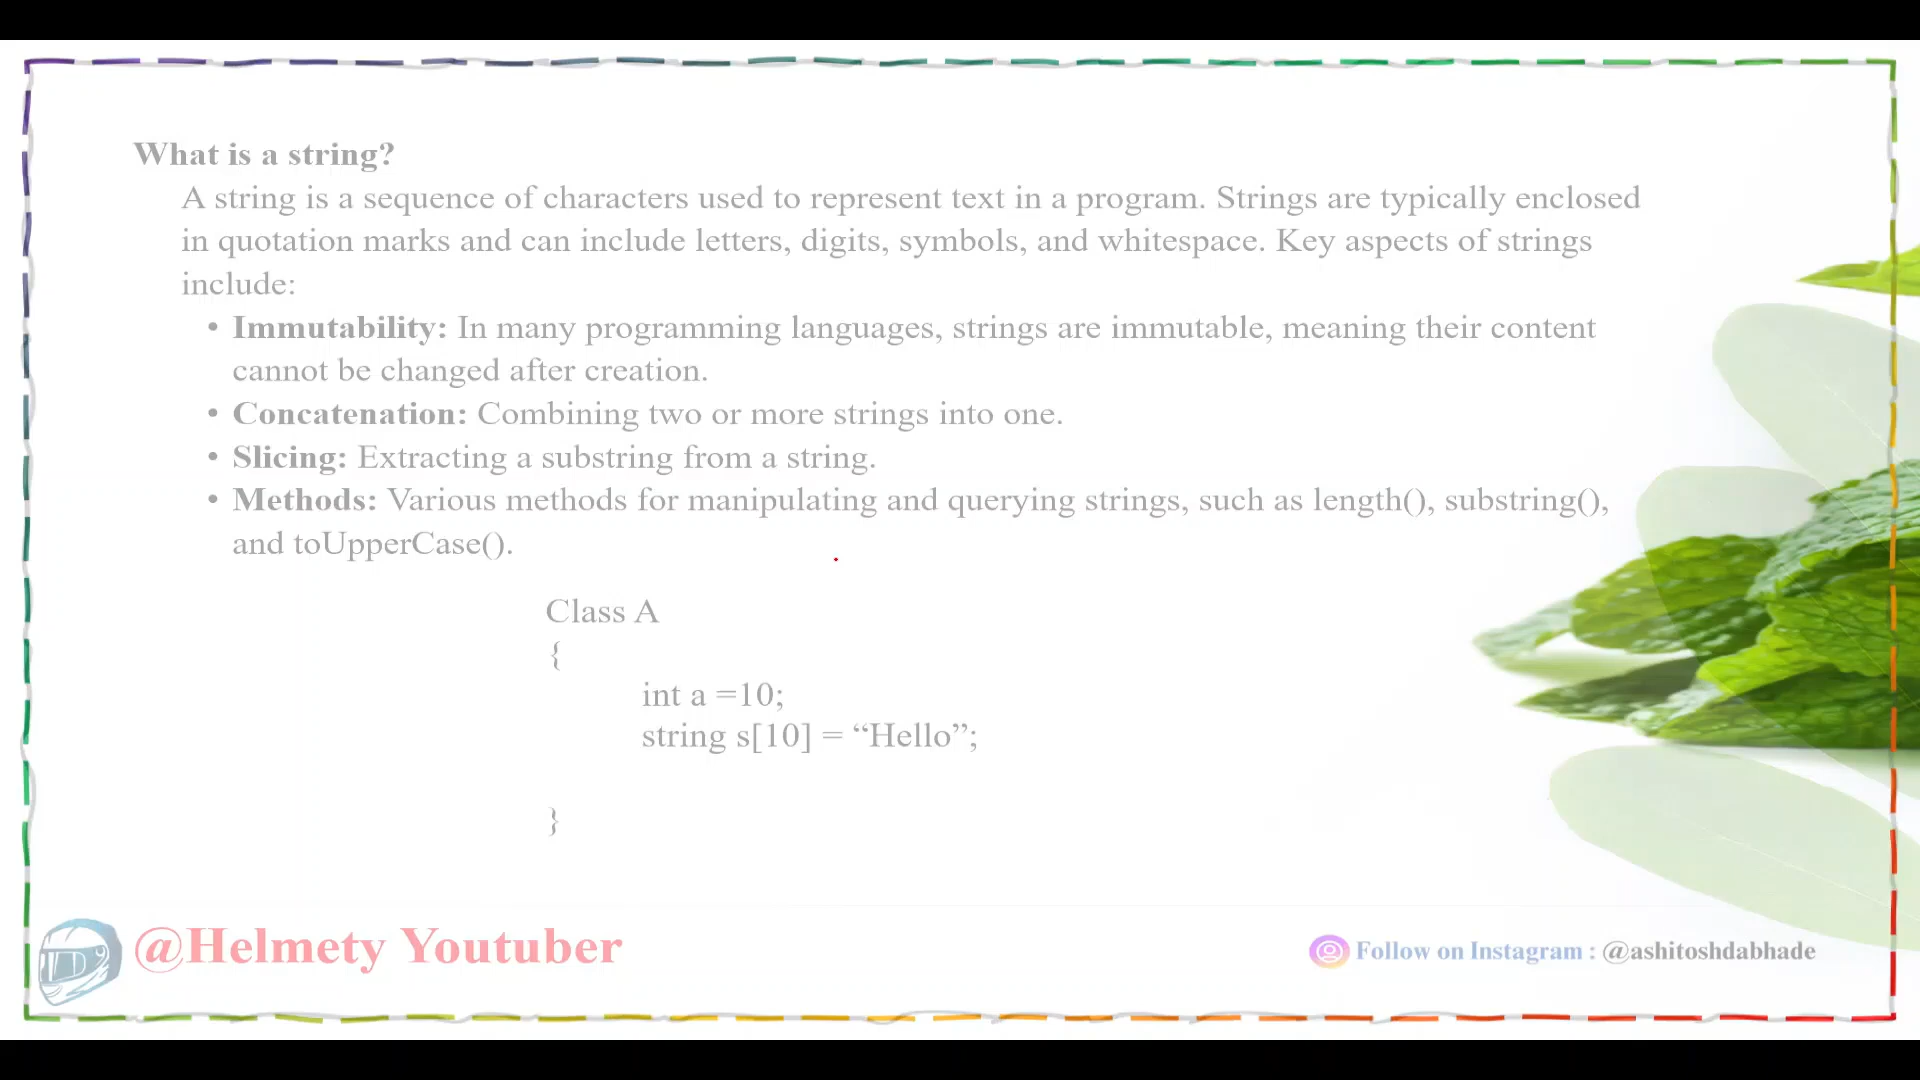 What is a string?
A string is a sequence of characters used to represent text in a program. Strings are typically enclosed
in quotation marks and can include letters, digits, symbols, and whitespace. Key aspects of strings
include:
• Immutability: In many programming languages, strings are immutable, meaning their content
cannot be changed after creation.
• Concatenation: Combining two or more strings into one.
• Slicing: Extracting a substring from a string.
• Methods: Various methods for manipulating and querying strings, such as length(), substring(),
and toUpperCase().
Class A
{
int a =10;
string s[10] = “Hello”;
}
@Helmety Youtuber
Follow on Instagram : @ashitoshdabhade